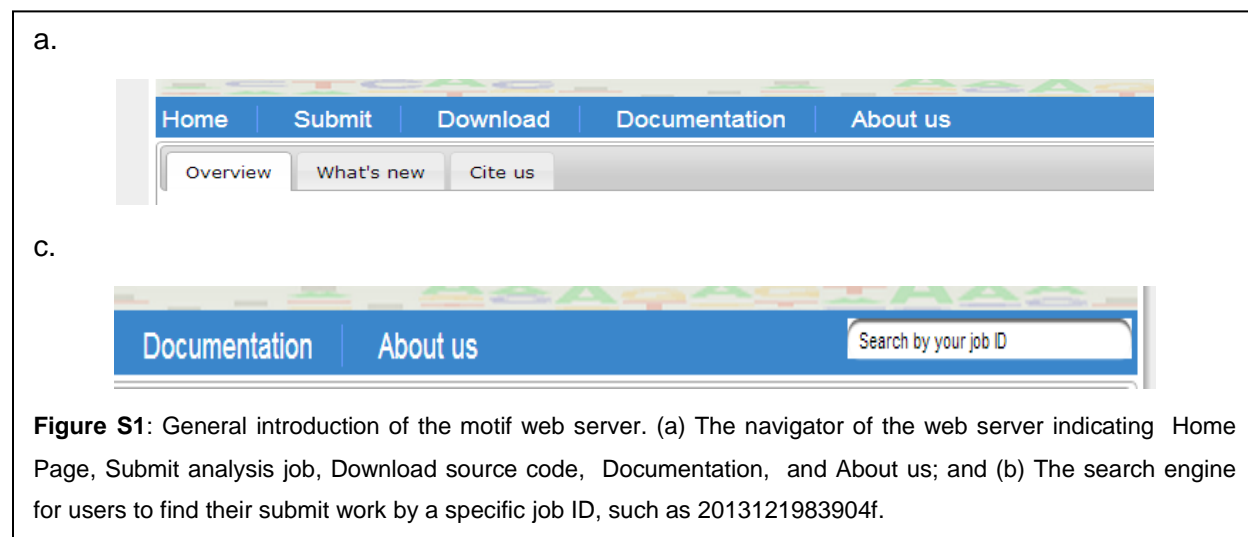 a.
Home Submit Download Documentation About us
Overview What's new Cite us
c.
Documentation About us Search by your job ID
Figure S1: General introduction of the motif web server. (a) The navigator of the web server indicating Home
Page, Submit analysis job, Download source code, Documentation, and About us; and (b) The search engine
for users to find their submit work by a specific job ID, such as 2013121983904f.